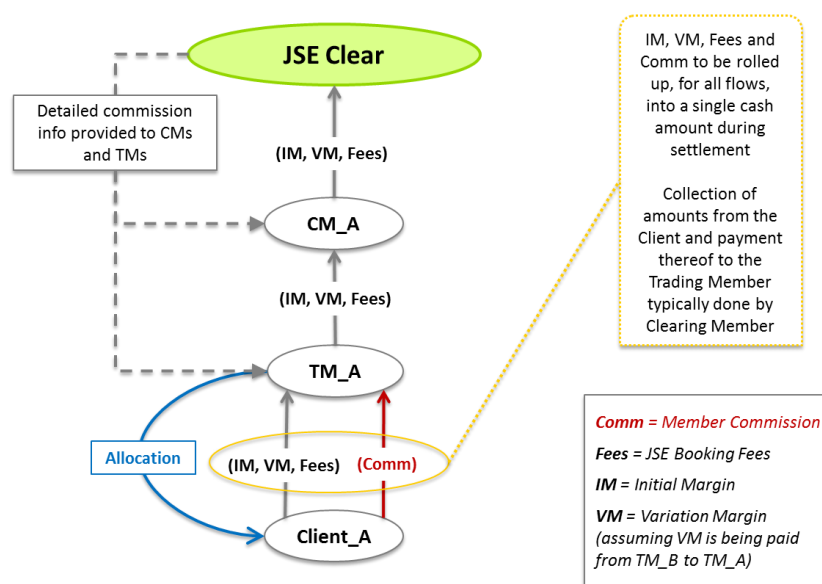 JSE Clear
Detailed commission
info provided to CMs
and TMs
(IM, VM, Fees)
CM_A
(IM, VM, Fees)
TM_A
Allocation
(IM, VM, Fees)
(Comm)
Client_A
IM, VM, Fees and
Comm to be rolled
up, for all flows,
into a single cash
amount during
settlement
Collection of
amounts from the
Client and payment
thereof to the
Trading Member
typically done by
Clearing Member
Comm = Member Commission
Fees = JSE Booking Fees
IM = Initial Margin
VM = Variation Margin
(assuming VM is being paid
from TM_B to TM_A)